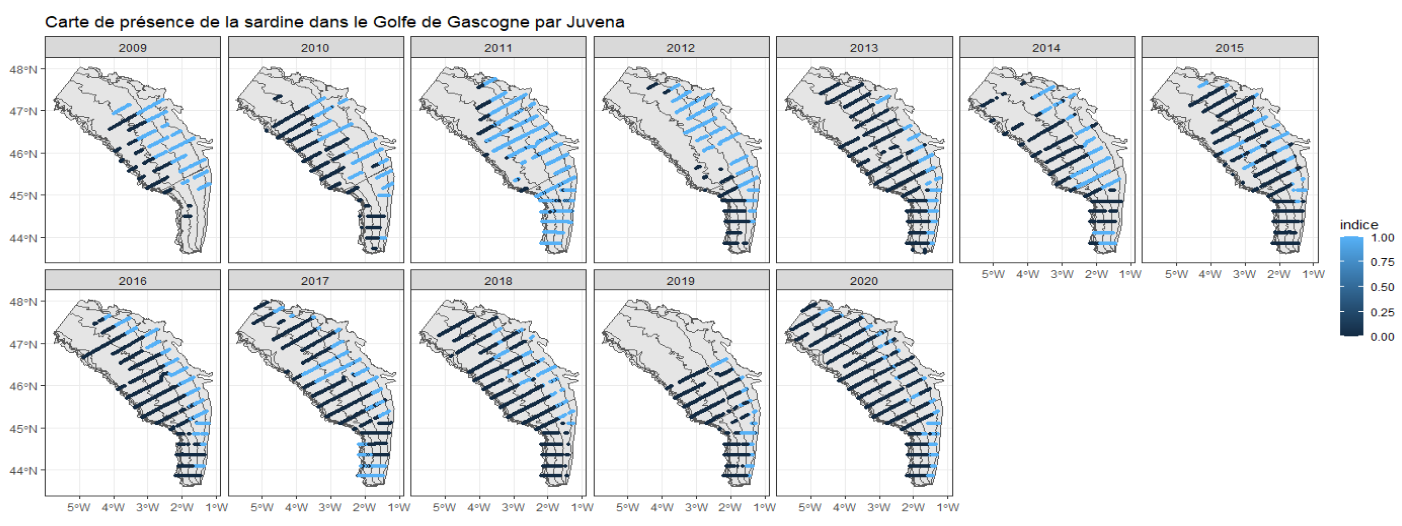 Carte de présence de la sardine dans le Golfe de Gascogne par Juvena
2009 2010 2011 2012 2013 2014 2015
48°N
47°N
46°N
45°N
44°N
5°W 4°W 3°W 2°W 1°W 5°W 4°W 3°W 2°W 1°W
indice
1.00
0.75
0.50
0.25
0.00
2016 2017 2018 2019 2020
48°N
47°N
46°N
45°N
44°N
5°W 4°W 3°W 2°W 1°W 5°W 4°W 3°W 2°W 1°W 5°W 4°W 3°W 2°W 1°W 5°W 4°W 3°W 2°W 1°W 5°W 4°W 3°W 2°W 1°W